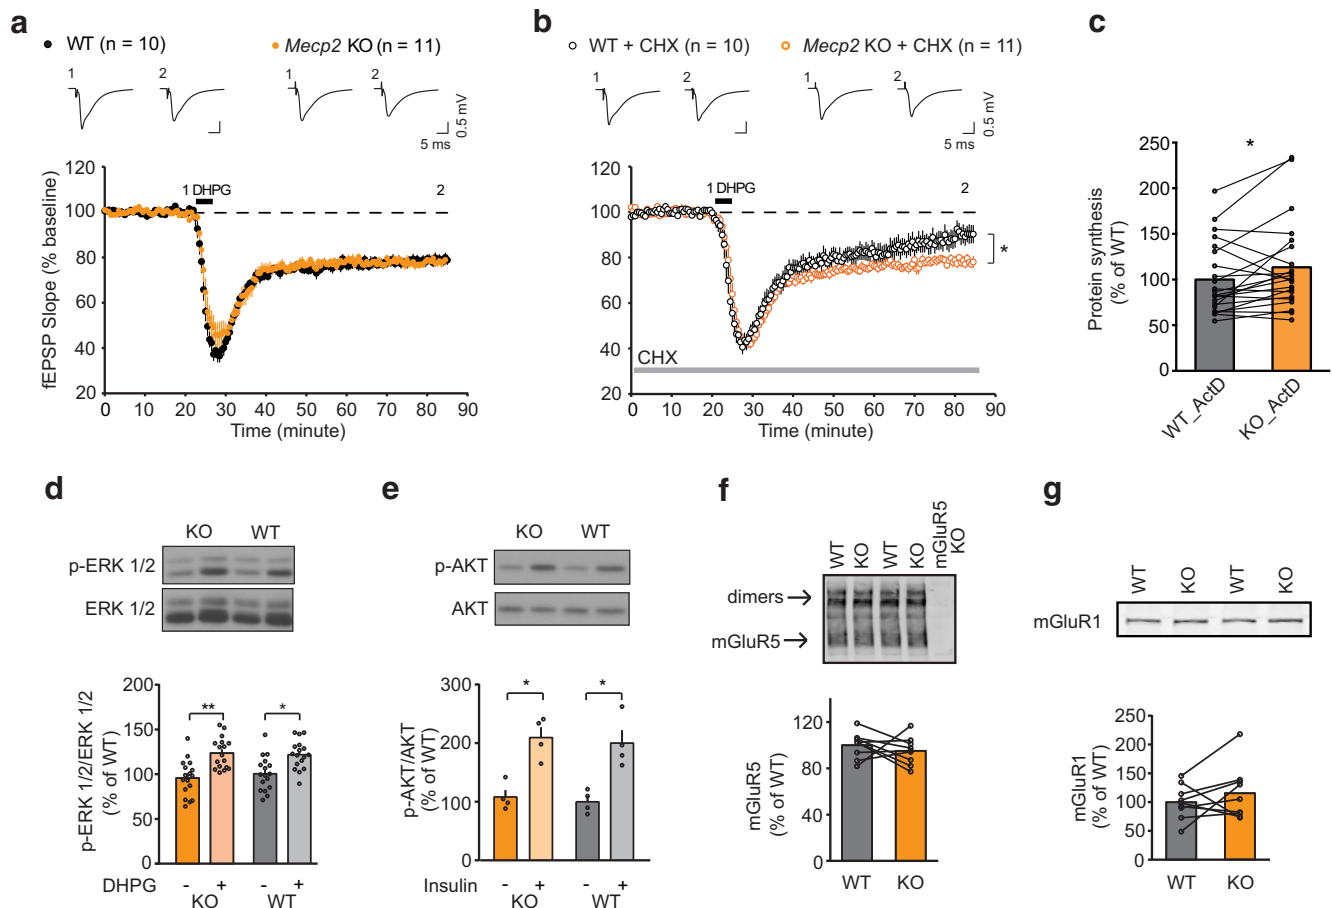 a
WT (n = 10)
Mecp2 KO (n = 11)
1
2
1
2
0.5 mV
5 ms
fEPSP Slope (% baseline)
120
100
80
60
40
20
1 DHPG
2
0 10 20 30 40 50 60 70 80 90
Time (minute)
b
WT + CHX (n = 10)
Mecp2 KO + CHX (n = 11)
1
2
1
2
0.5 mV
5 ms
120
100
80
60
40
20
1 DHPG
2
*
CHX
0 10 20 30 40 50 60 70 80 90
Time (minute)
c
Protein synthesis
(% of WT)
250
200
150
100
50
0
*
WT_ActD
KO_ActD
d
KO WT
p-ERK 1/2
ERK 1/2
p-ERK 1/2/ERK 1/2
(% of WT)
200
150
100
50
0
** *
DHPG - + - +
KO WT
e
KO WT
p-AKT
AKT
p-AKT/AKT
(% of WT)
300
200
100
0
* *
Insulin - + - +
KO WT
f
WT KO WT KO mGluR5
KO
dimers
mGluR5
mGluR5
(% of WT)
120
80
40
0
WT KO
g
WT KO WT KO
mGluR1
mGluR1
(% of WT)
250
200
150
100
50
0
WT KO